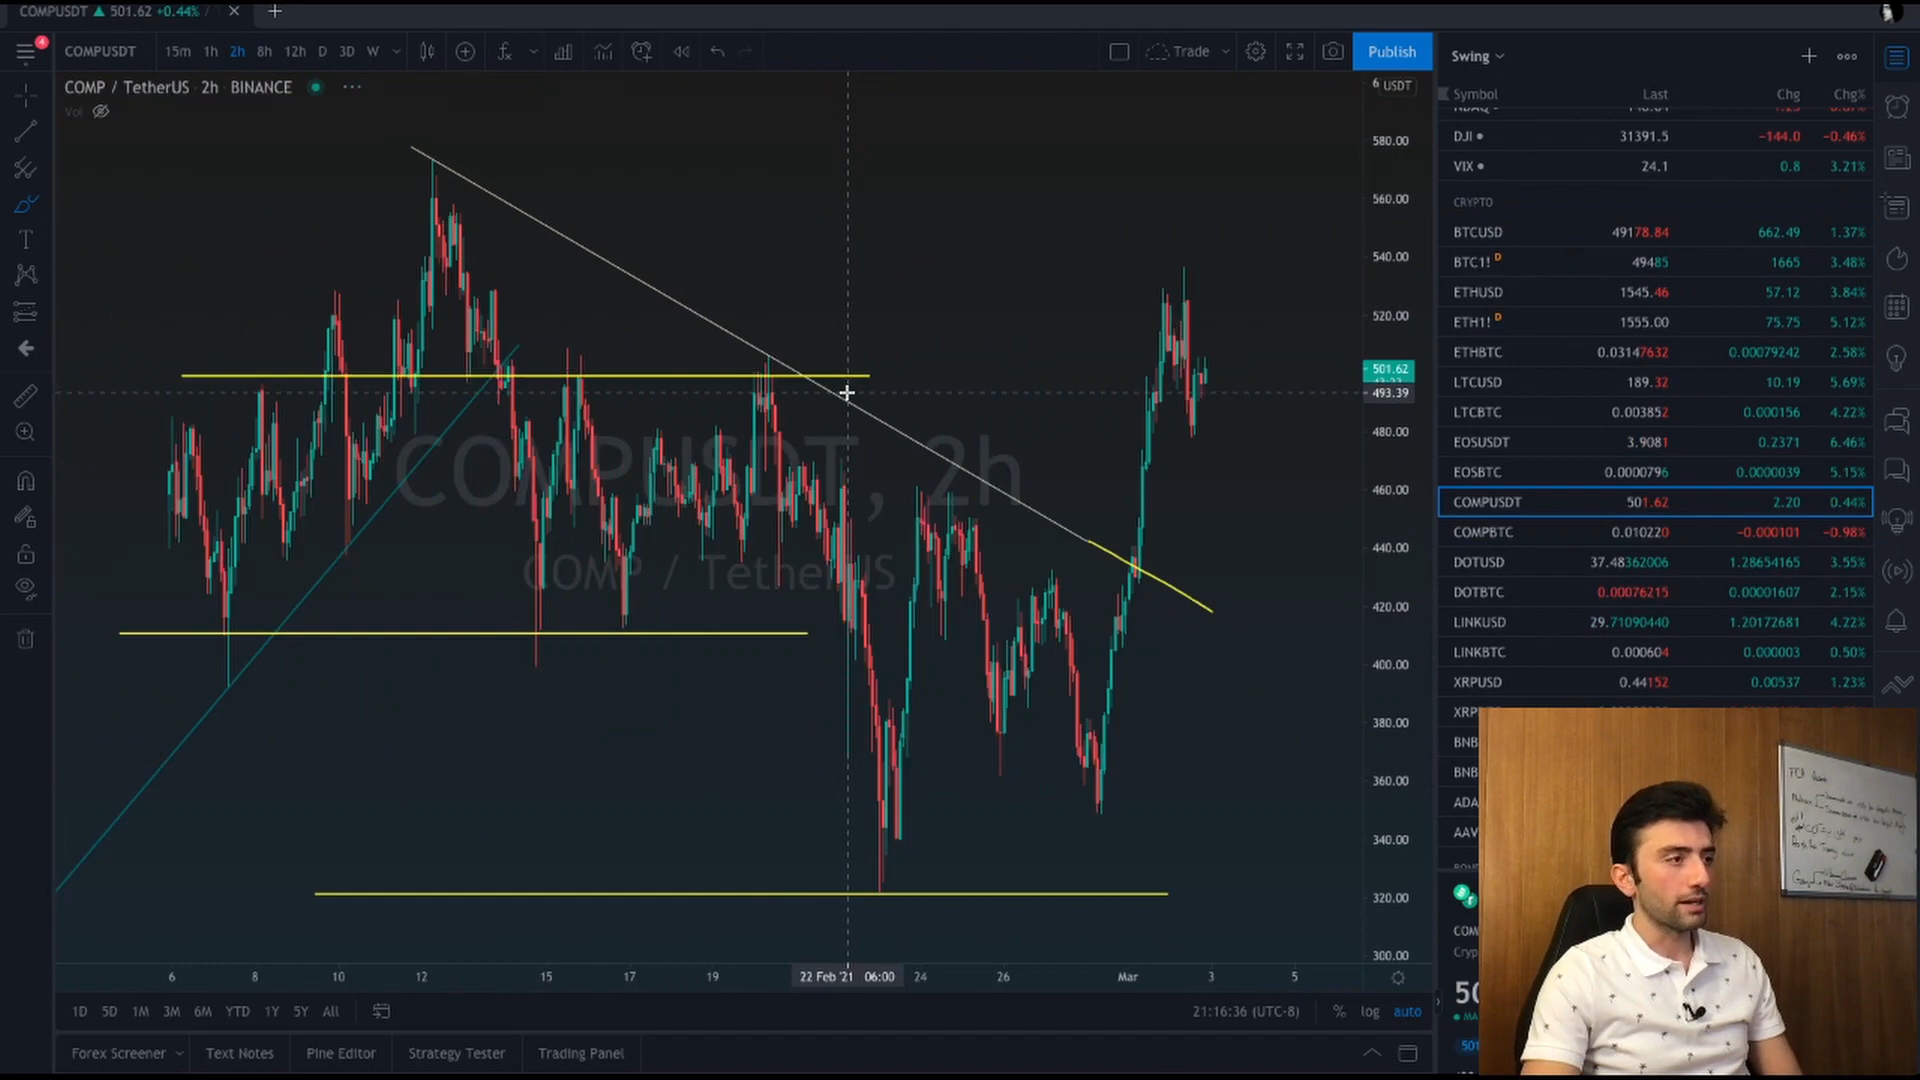 COMPUSDT ▲ 501.62 +0.44% /
COMPUSDT 15m 1h 2h 8h 12h D 3D W
Trade
Publish
4
COMP / TetherUS · 2h · BINANCE
Vol
USDT
580.00
560.00
540.00
520.00
501.62
493.39
480.00
460.00
440.00
420.00
400.00
380.00
360.00
340.00
320.00
300.00
COMPUSDT, 2h
COMP / TetherUS
6 8 10 12 15 17 19 22 Feb '21 06:00 24 26 Mar 3 5
1D 5D 1M 3M 6M YTD 1Y 5Y All
21:16:36 (UTC-8) % log auto
Forex Screener Text Notes Pine Editor Strategy Tester Trading Panel
Swing
Symbol Last Chg Chg%
DJI 31391.5 −144.0 −0.46%
VIX 24.1 0.8 3.21%
CRYPTO
BTCUSD 49178.84 662.49 1.37%
BTC1! D 49485 1665 3.48%
ETHUSD 1545.46 57.12 3.84%
ETH1! D 1555.00 75.75 5.12%
ETHBTC 0.03147632 0.00079242 2.58%
LTCUSD 189.32 10.19 5.69%
LTCBTC 0.003852 0.000156 4.22%
EOSUSDT 3.9081 0.2371 6.46%
EOSBTC 0.0000796 0.0000039 5.15%
COMPUSDT 501.62 2.20 0.44%
COMPBTC 0.010220 −0.000101 −0.98%
DOTUSD 37.48362006 1.28654165 3.55%
DOTBTC 0.00076215 0.00001607 2.15%
LINKUSD 29.71090440 1.20172681 4.22%
LINKBTC 0.000604 0.000003 0.50%
XRPUSD 0.44152 0.00537 1.23%
XRP
BNB
BNB
ADA
AAV
COM
Cryp
50
MA
501